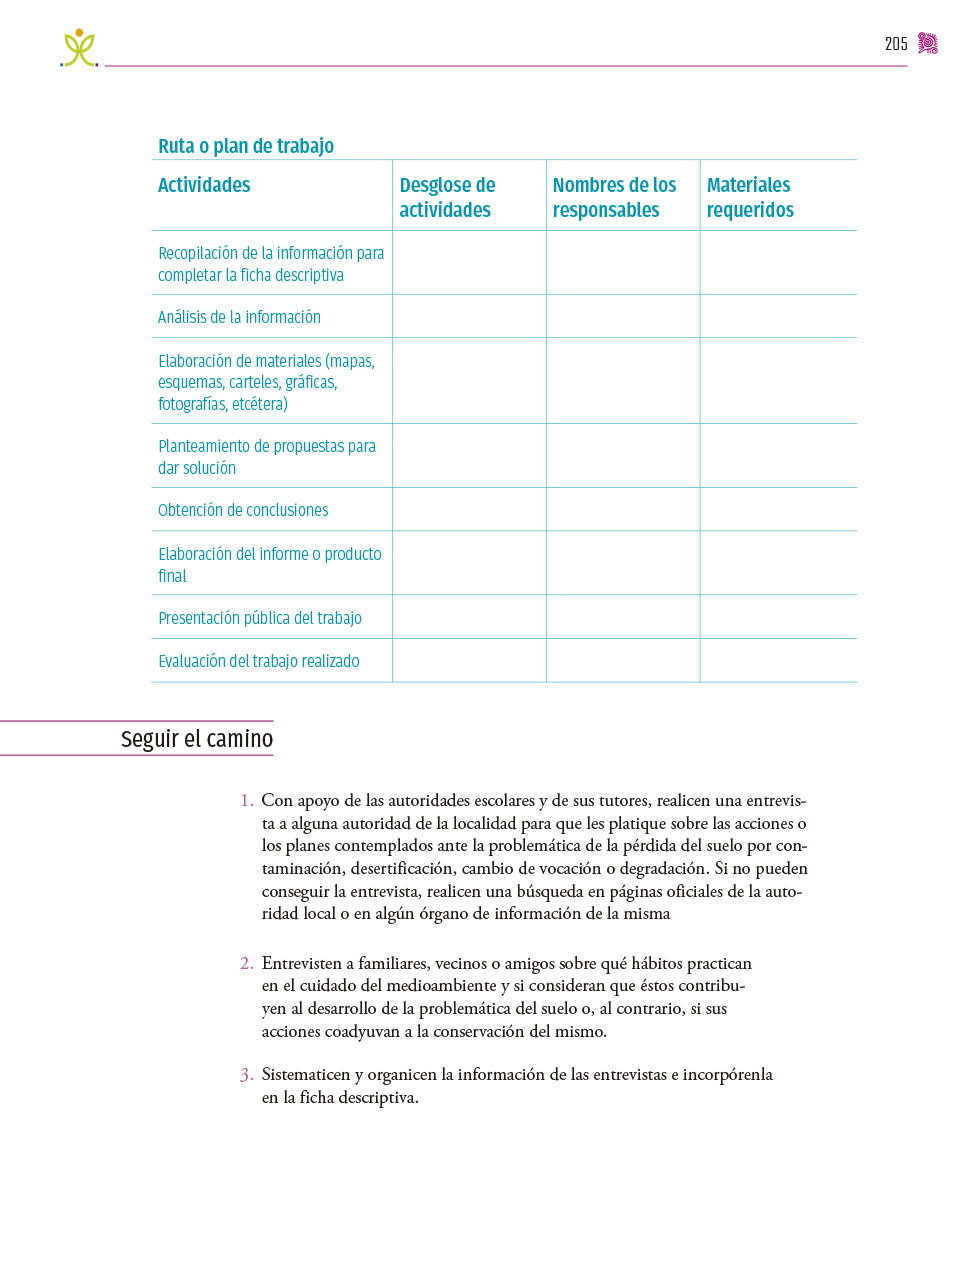 205
Ruta o plan de trabajo
Actividades
Desglose de
actividades
Nombres de los
responsables
Materiales
requeridos
Recopilación de la información para
completar la ficha descriptiva
Análisis de la información
Elaboración de materiales (mapas,
esquemas, carteles, gráficas,
fotografías, etcétera)
Planteamiento de propuestas para
dar solución
Obtención de conclusiones
Elaboración del informe o producto
final
Presentación pública del trabajo
Evaluación del trabajo realizado
Seguir el camino
1. Con apoyo de las autoridades escolares y de sus tutores, realicen una entrevis-
ta a alguna autoridad de la localidad para que les platique sobre las acciones o
los planes contemplados ante la problemática de la pérdida del suelo por con-
taminación, desertificación, cambio de vocación o degradación. Si no pueden
conseguir la entrevista, realicen una búsqueda en páginas oficiales de la auto-
ridad local o en algún órgano de información de la misma
2. Entrevisten a familiares, vecinos o amigos sobre qué hábitos practican
en el cuidado del medioambiente y si consideran que éstos contribu-
yen al desarrollo de la problemática del suelo o, al contrario, si sus
acciones coadyuvan a la conservación del mismo.
3. Sistematicen y organicen la información de las entrevistas e incorpórenla
en la ficha descriptiva.